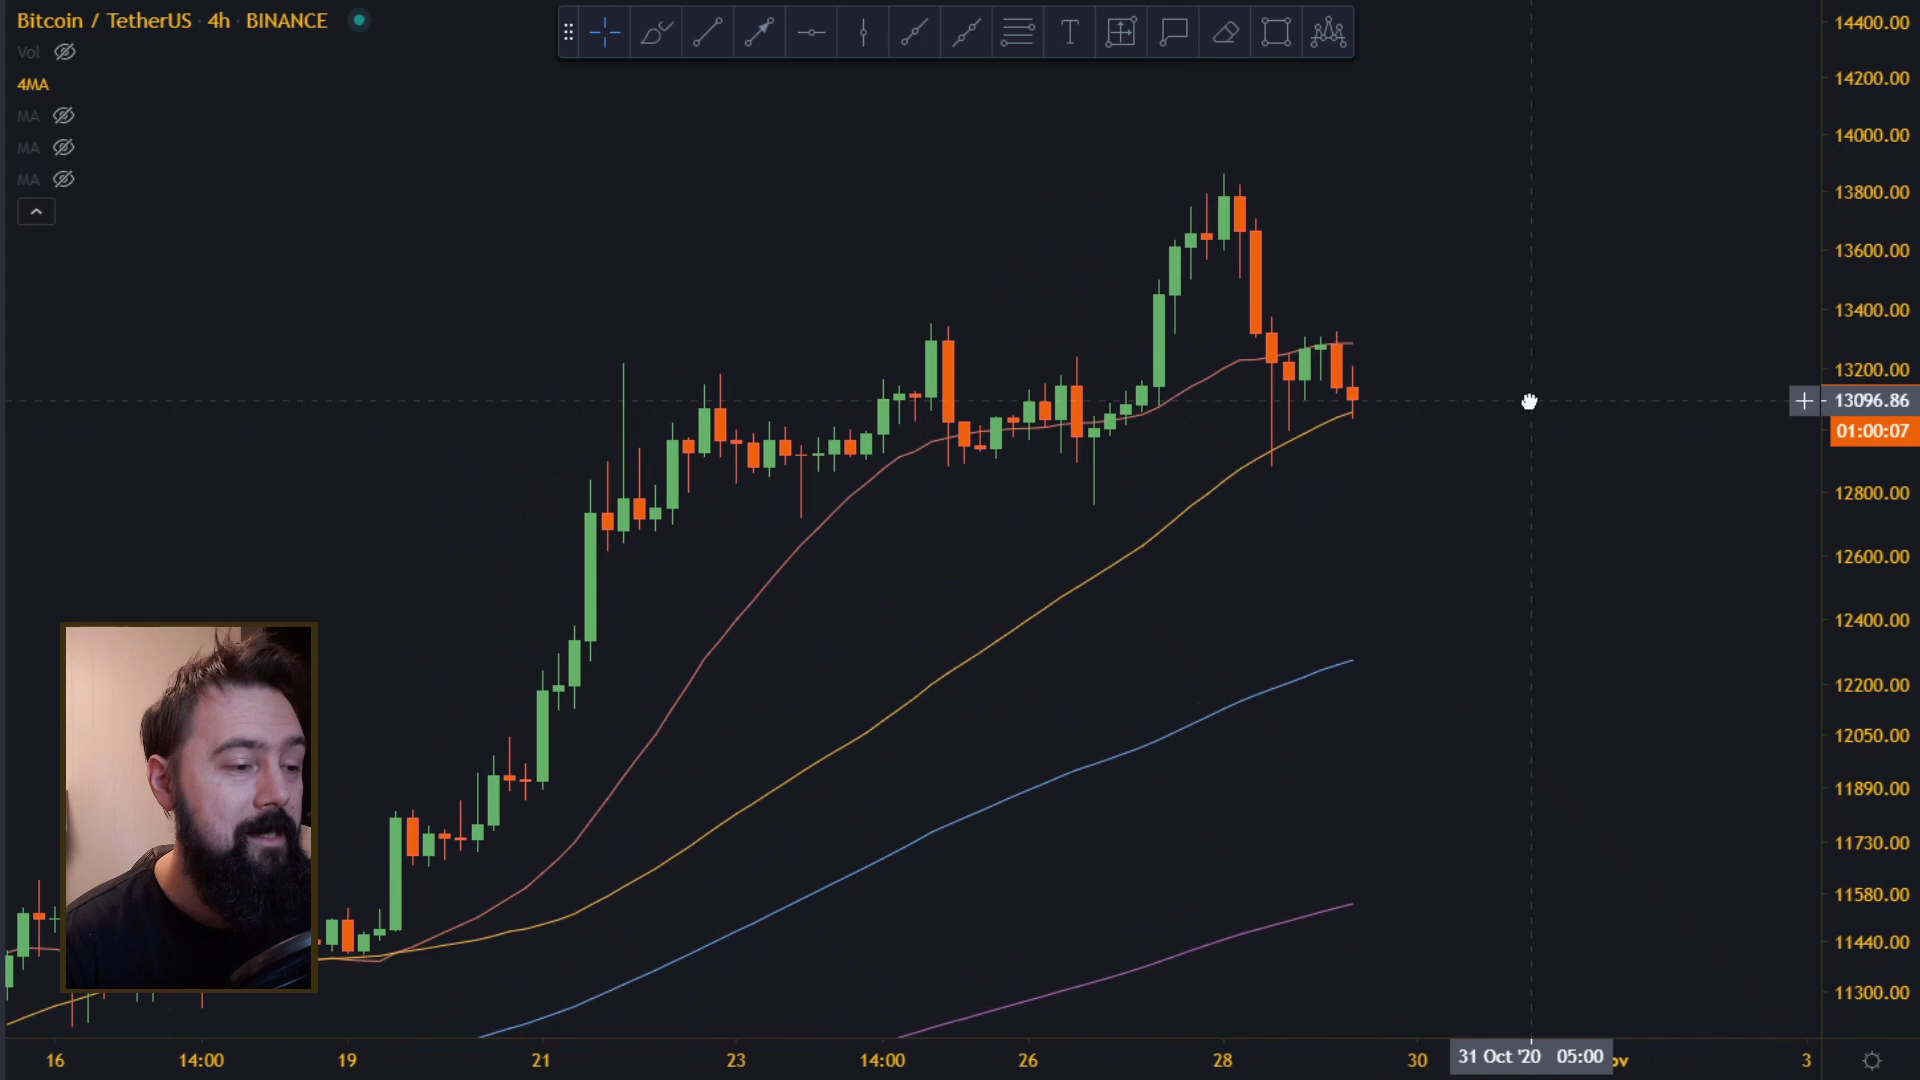 Bitcoin / TetherUS · 4h · BINANCE
Vol
4MA
MA
MA
MA
T
14400.00
14200.00
14000.00
13800.00
13600.00
13400.00
13200.00
13096.86
01:00:07
12800.00
12600.00
12400.00
12200.00
12050.00
11890.00
11730.00
11580.00
11440.00
11300.00
16 14:00 19 21 23 14:00 26 28 30 31 Oct '20 05:00 ov 3